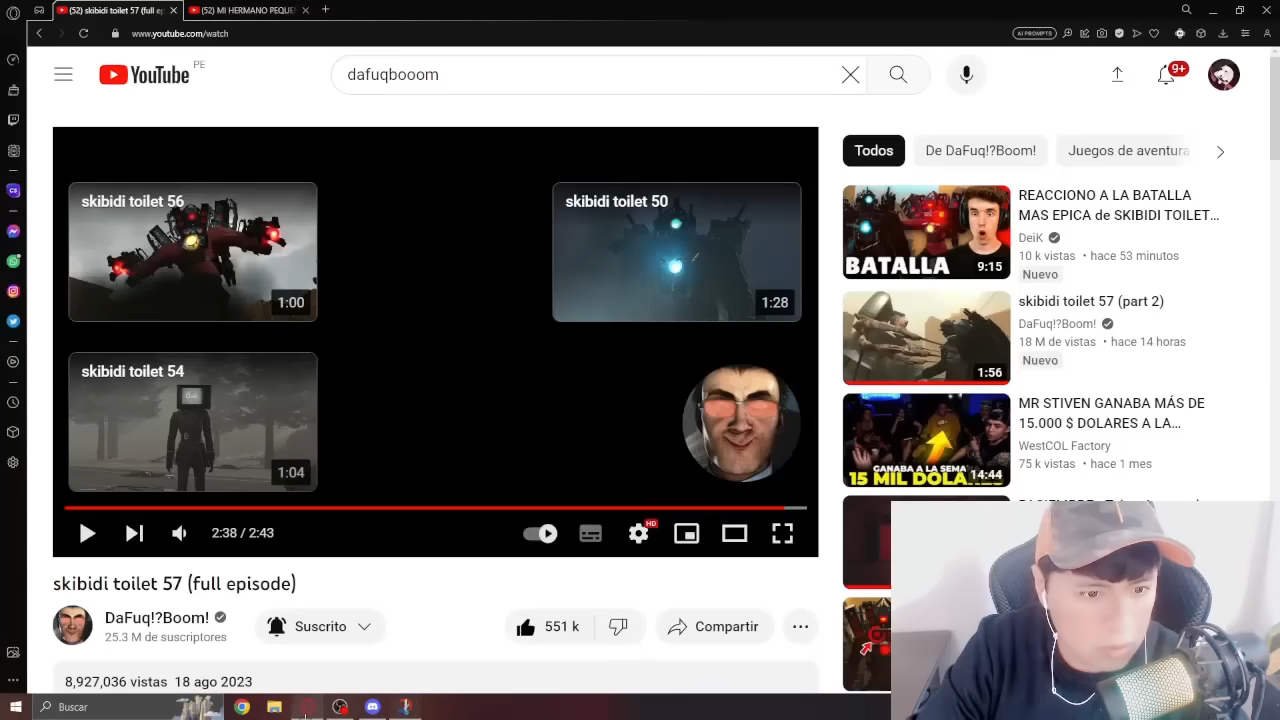 (52) skibidi toilet 57 (full ep
(52) MI HERMANO PEQUEÑ
www.youtube.com/watch
AI PROMPTS
YouTube PE
dafuqbooom
9+
skibidi toilet 56
1:00
skibidi toilet 50
1:28
skibidi toilet 54
1:04
HD
2:38 / 2:43
skibidi toilet 57 (full episode)
DaFuq!?Boom!
25.3 M de suscriptores
Suscrito
551 k
Compartir
8,927,036 vistas 18 ago 2023
Todos
De DaFuq!?Boom!
Juegos de aventura
BATALLA
9:15
REACCIONO A LA BATALLA
MAS EPICA de SKIBIDI TOILET...
DeiK
10 k vistas • hace 53 minutos
Nuevo
1:56
skibidi toilet 57 (part 2)
DaFuq!?Boom!
18 M de vistas • hace 14 horas
Nuevo
GANABA A LA SEMA
15 MIL DOLARES
14:44
MR STIVEN GANABA MÁS DE
15.000 $ DOLARES A LA...
WestCOL Factory
75 k vistas • hace 1 mes
Buscar